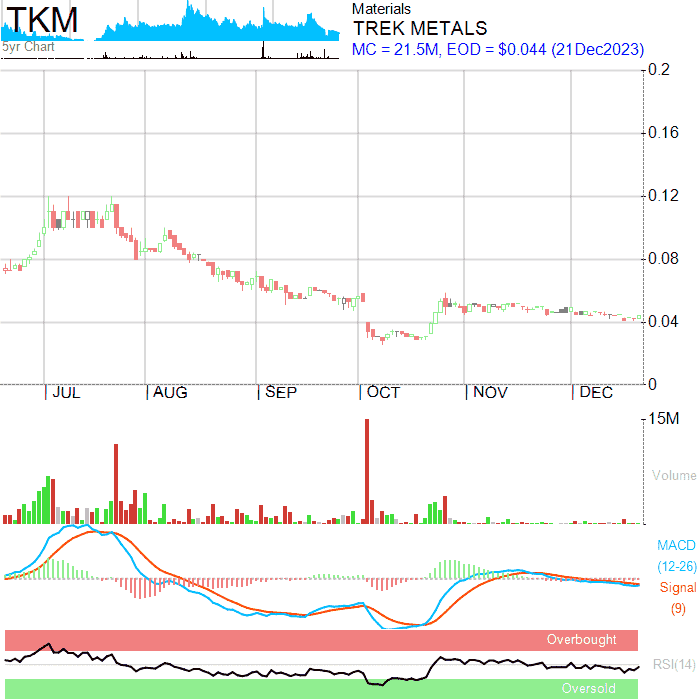 TKM
5yr Chart
Materials
TREK METALS
MC = 21.5M, EOD = $0.044 (21Dec2023)
0.2
0.16
0.12
0.08
0.04
0
JUL AUG SEP OCT NOV DEC
15M
Volume
MACD
(12-26)
Signal
(9)
Overbought
RSI(14)
Oversold